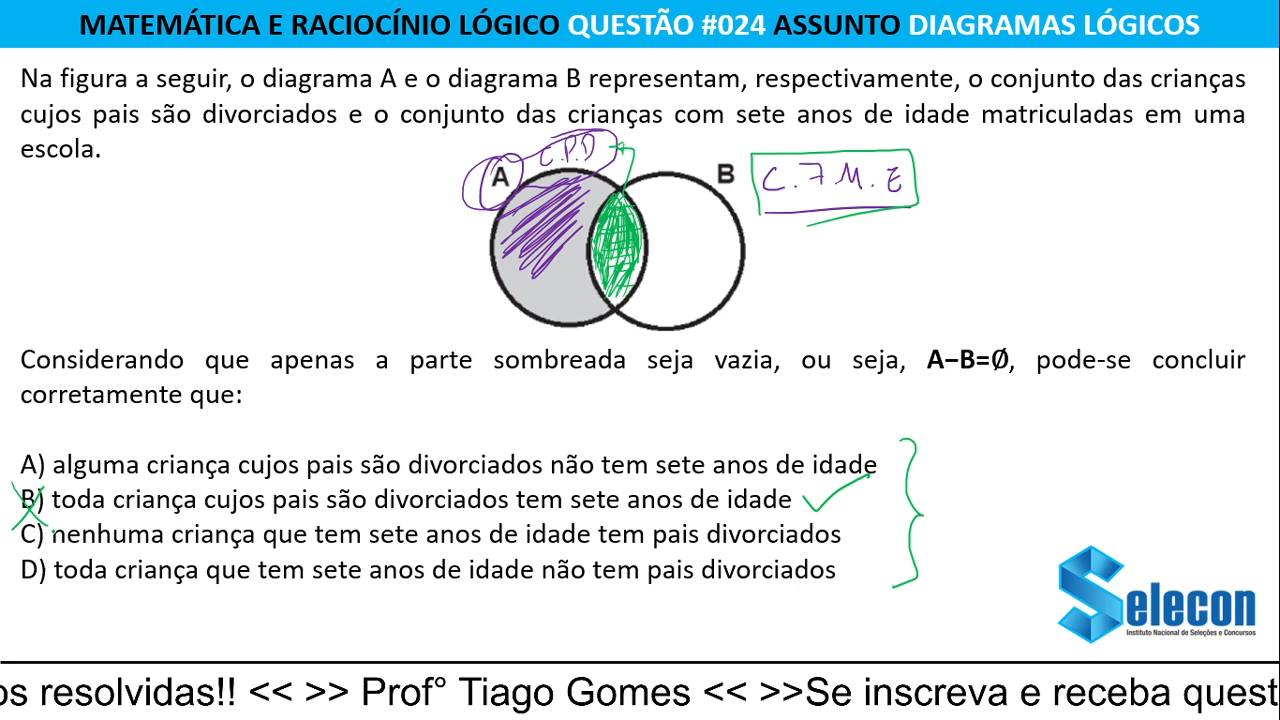 MATEMÁTICA E RACIOCÍNIO LÓGICO QUESTÃO #024 ASSUNTO DIAGRAMAS LÓGICOS
Na figura a seguir, o diagrama A e o diagrama B representam, respectivamente, o conjunto das crianças
cujos pais são divorciados e o conjunto das crianças com sete anos de idade matriculadas em uma
escola.
C.P.D
A
B
C.7 M.E
Considerando que apenas a parte sombreada seja vazia, ou seja, A–B=Ø, pode-se concluir
corretamente que:
A) alguma criança cujos pais são divorciados não tem sete anos de idade
B) toda criança cujos pais são divorciados tem sete anos de idade
C) nenhuma criança que tem sete anos de idade tem pais divorciados
D) toda criança que tem sete anos de idade não tem pais divorciados
Selecon
Instituto Nacional de Seleções e Concursos
os resolvidas!! << >> Prof° Tiago Gomes << >>Se inscreva e receba quest